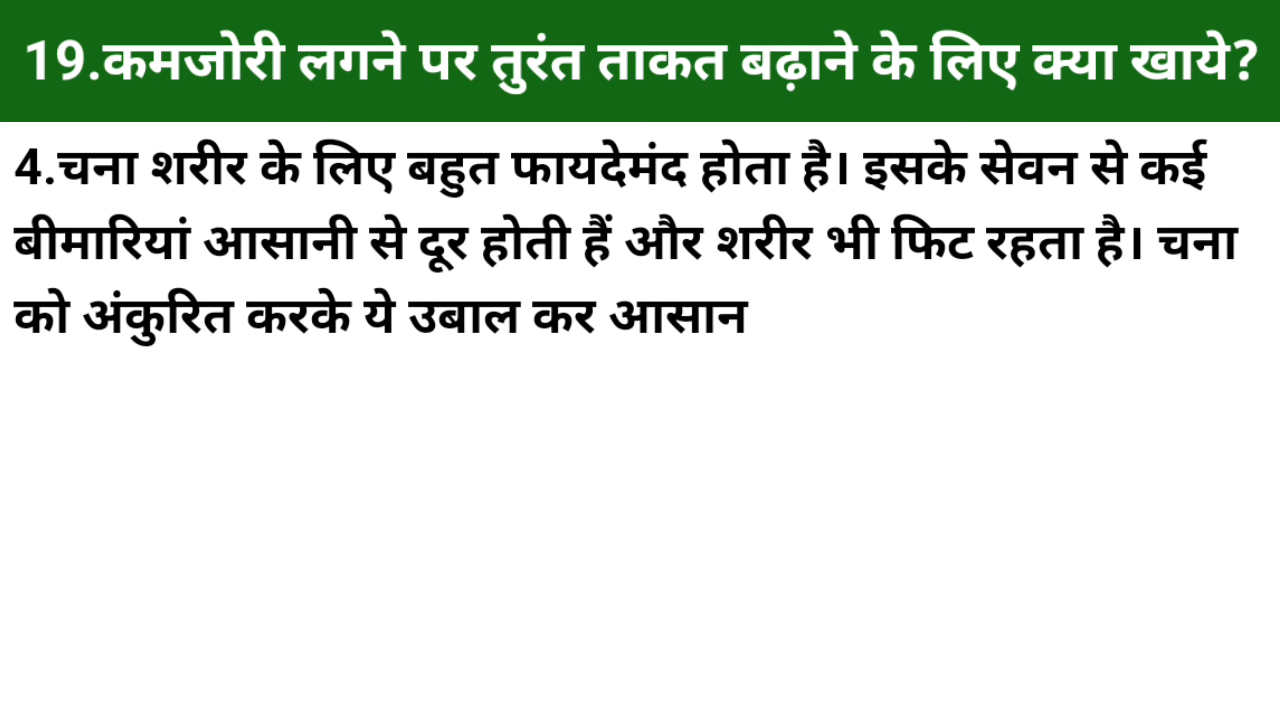 19.कमजोरी लगने पर तुरंत ताकत बढ़ाने के लिए क्या खाये?
4.चना शरीर के लिए बहुत फायदेमंद होता है। इसके सेवन से कई
बीमारियां आसानी से दूर होती हैं और शरीर भी फिट रहता है। चना
को अंकुरित करके ये उबाल कर आसान